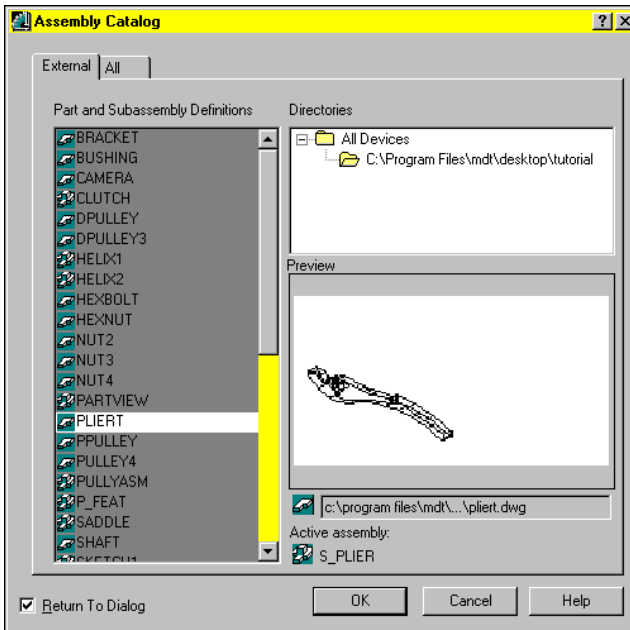 Assembly Catalog
External
All
Part and Subassembly Definitions
BRACKET
BUSHING
CAMERA
CLUTCH
DPULLEY
DPULLEY3
HELIX1
HELIX2
HEXBOLT
HEXNUT
NUT2
NUT3
NUT4
PARTVIEW
PLIERT
PPULLEY
PULLEY4
PULLYASM
P_FEAT
SADDLE
SHAFT
SKETCH1
Directories
All Devices
C:\Program Files\mdt\desktop\tutorial
Preview
c:\program files\mdt\...\pliert.dwg
Active assembly:
S_PLIER
Return To Dialog
OK
Cancel
Help